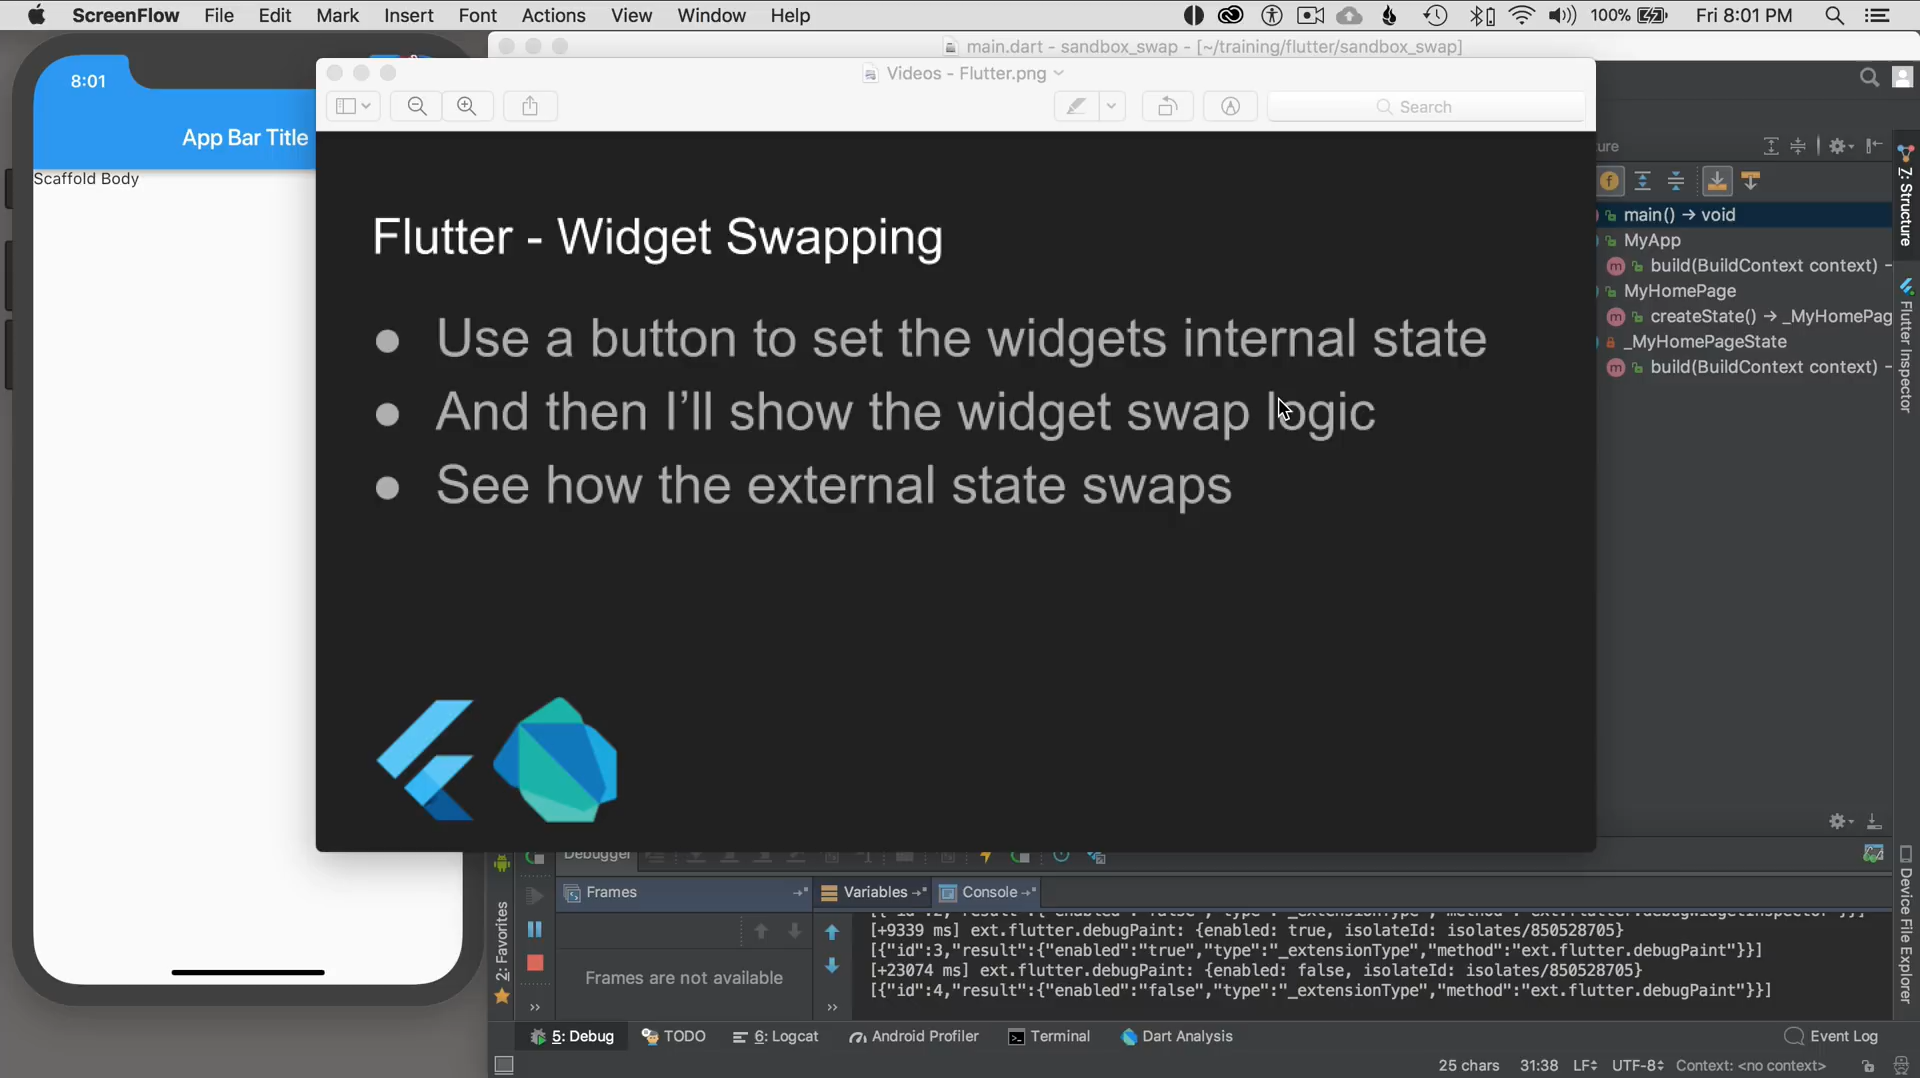 ScreenFlow File Edit Mark Insert Font Actions View Window Help 100% Fri 8:01 PM
main.dart - sandbox_swap - [~/training/flutter/sandbox_swap]
8:01
Videos - Flutter.png
Search
App Bar Title
Scaffold Body
Flutter - Widget Swapping
● Use a button to set the widgets internal state
● And then I'll show the widget swap logic
● See how the external state swaps
main() → void
MyApp
build(BuildContext context)
MyHomePage
createState() → _MyHomePag
_MyHomePageState
build(BuildContext context)
Z: Structure
Flutter Inspector
Device File Explorer
2: Favorites
Debugger
Frames
Variables
Console
Frames are not available
[+9339 ms] ext.flutter.debugPaint: {enabled: true, isolateId: isolates/850528705}
[{"id":3,"result":{"enabled":"true","type":"_extensionType","method":"ext.flutter.debugPaint"}}]
[+23074 ms] ext.flutter.debugPaint: {enabled: false, isolateId: isolates/850528705}
[{"id":4,"result":{"enabled":"false","type":"_extensionType","method":"ext.flutter.debugPaint"}}]
5: Debug TODO 6: Logcat Android Profiler Terminal Dart Analysis Event Log
25 chars 31:38 LF UTF-8 Context: <no context>